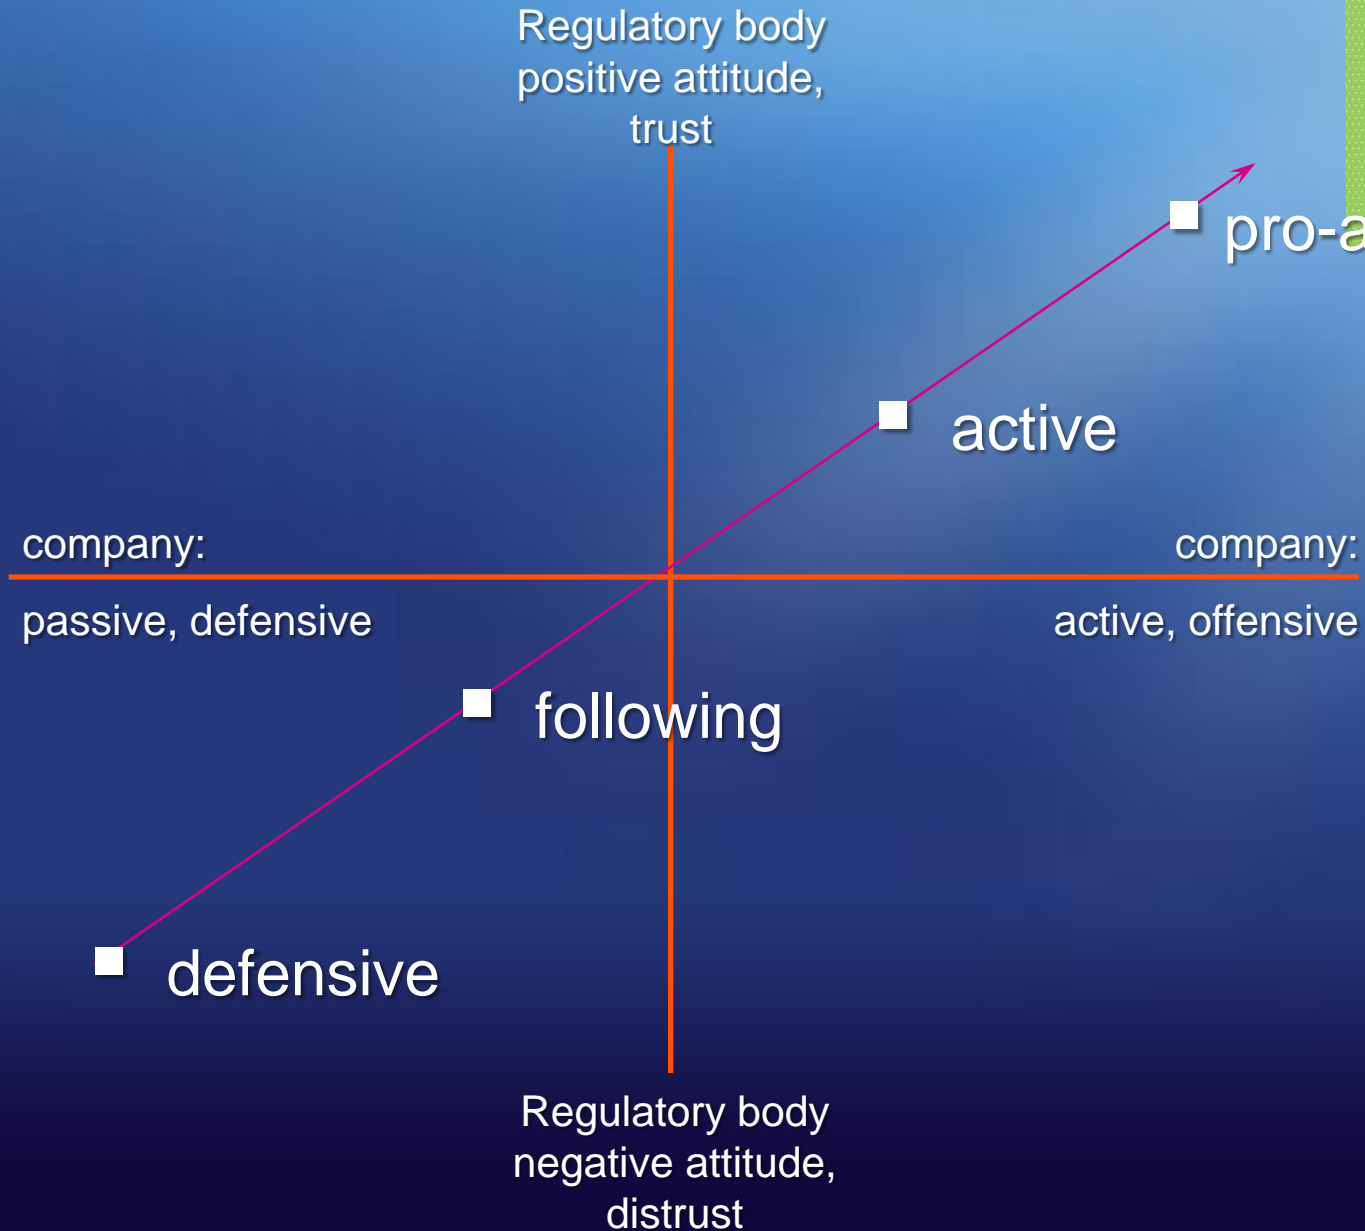 Regulatory body
positive attitude,
trust
pro-a
active
company:
company:
passive, defensive
active, offensive
following
defensive
Regulatory body
negative attitude,
distrust